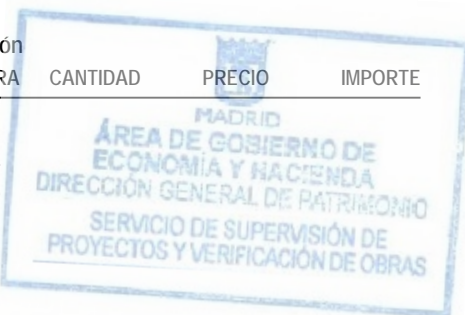 ón
RA CANTIDAD PRECIO IMPORTE
MADRID
ÁREA DE GOBIERNO DE
ECONOMÍA Y HACIENDA
DIRECCIÓN GENERAL DE PATRIMONIO
SERVICIO DE SUPERVISIÓN DE
PROYECTOS Y VERIFICACIÓN DE OBRAS